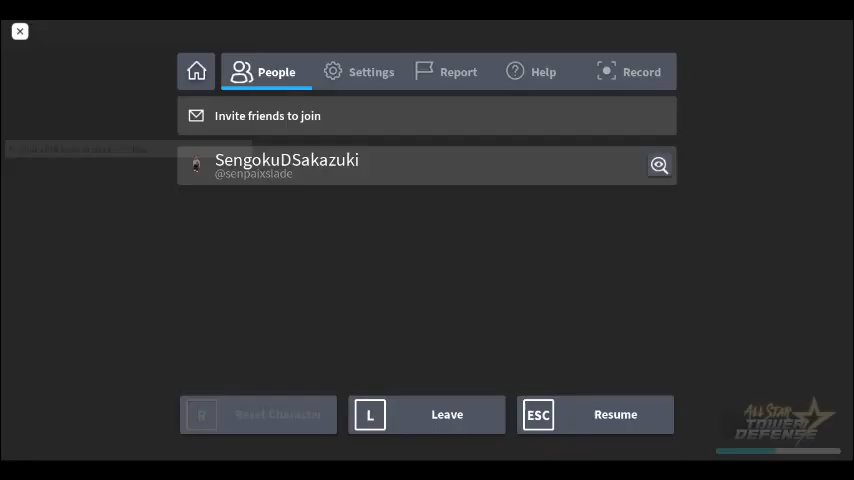 People
Settings
Report
Help
Record
Invite friends to join
SengokuDSakazuki
@senpaixslade
R Reset Character
L Leave
ESC Resume
ALL STAR
TOWER
DEFENSE